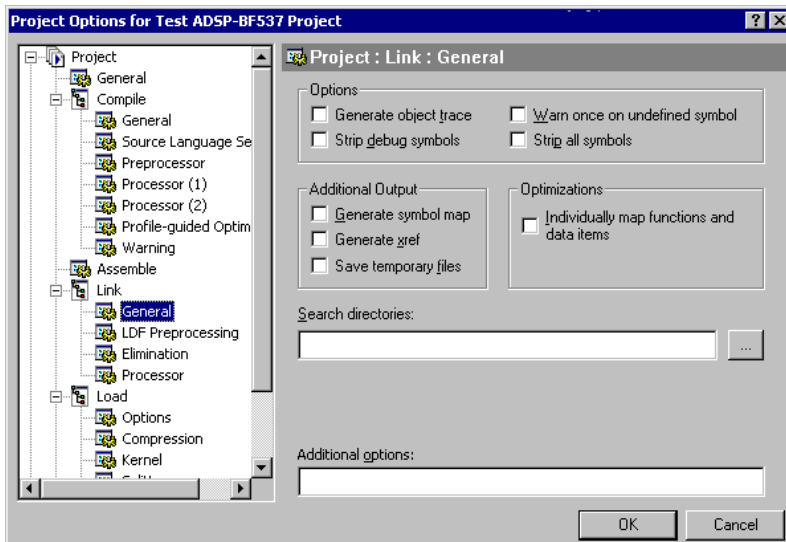 Project Options for Test ADSP-BF537 Project
Project
General
Compile
General
Source Language Se
Preprocessor
Processor (1)
Processor (2)
Profile-guided Optim
Warning
Assemble
Link
General
LDF Preprocessing
Elimination
Processor
Load
Options
Compression
Kernel
Project : Link : General
Options
Generate object trace
Warn once on undefined symbol
Strip debug symbols
Strip all symbols
Additional Output
Generate symbol map
Generate xref
Save temporary files
Optimizations
Individually map functions and
data items
Search directories:
...
Additional options:
OK
Cancel